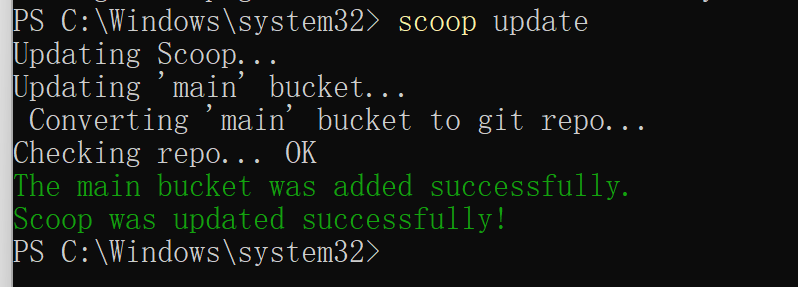 PS C:\Windows\system32> scoop update
Updating Scoop...
Updating 'main' bucket...
 Converting 'main' bucket to git repo...
Checking repo... OK
The main bucket was added successfully.
Scoop was updated successfully!
PS C:\Windows\system32>